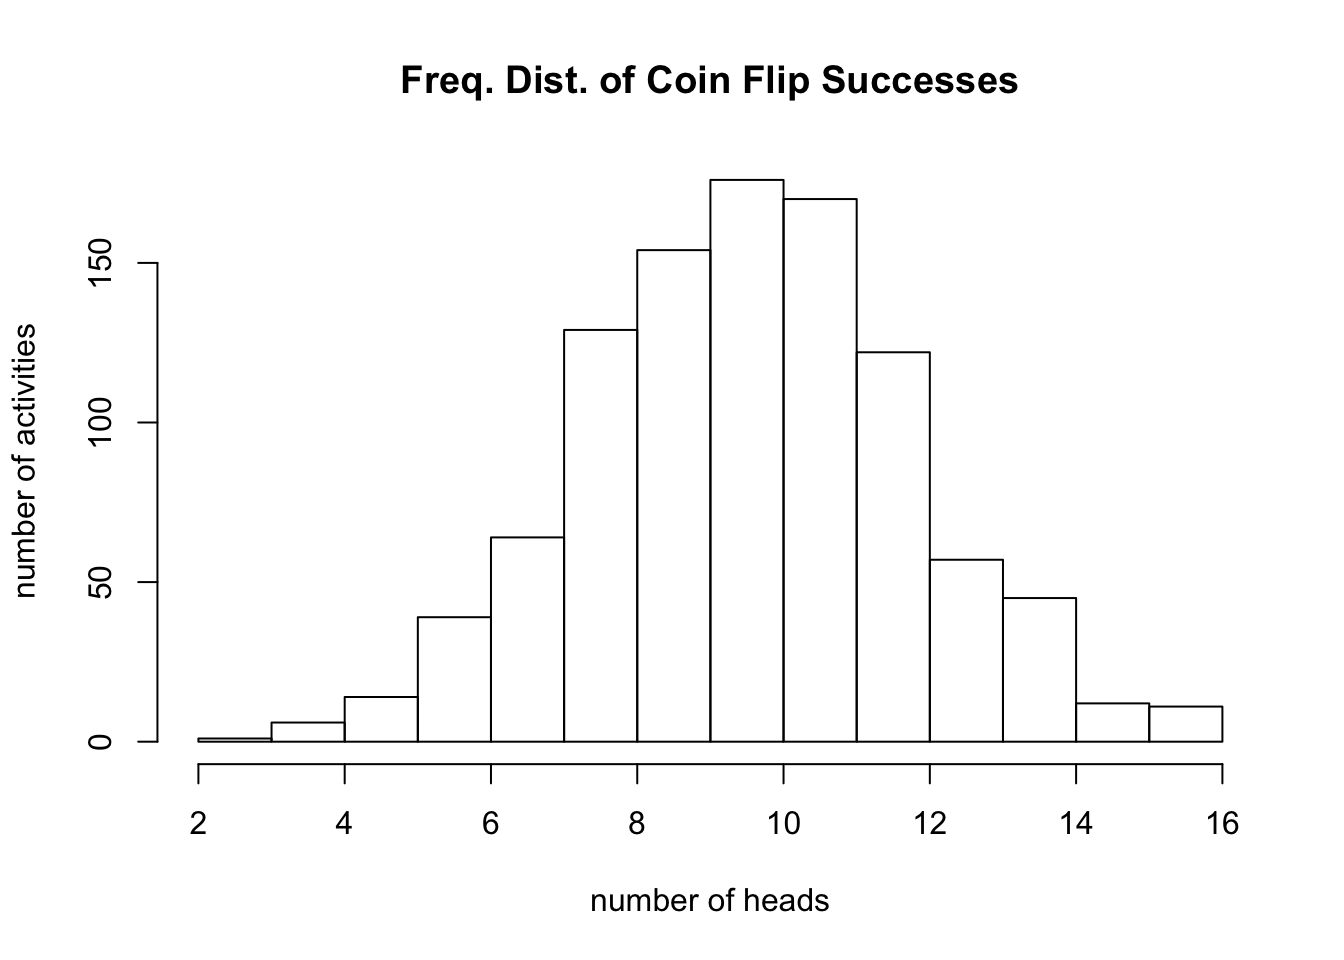 Freq. Dist. of Coin Flip Successes
number of activities
150
100
50
0
2 4 6 8 10 12 14 16
number of heads